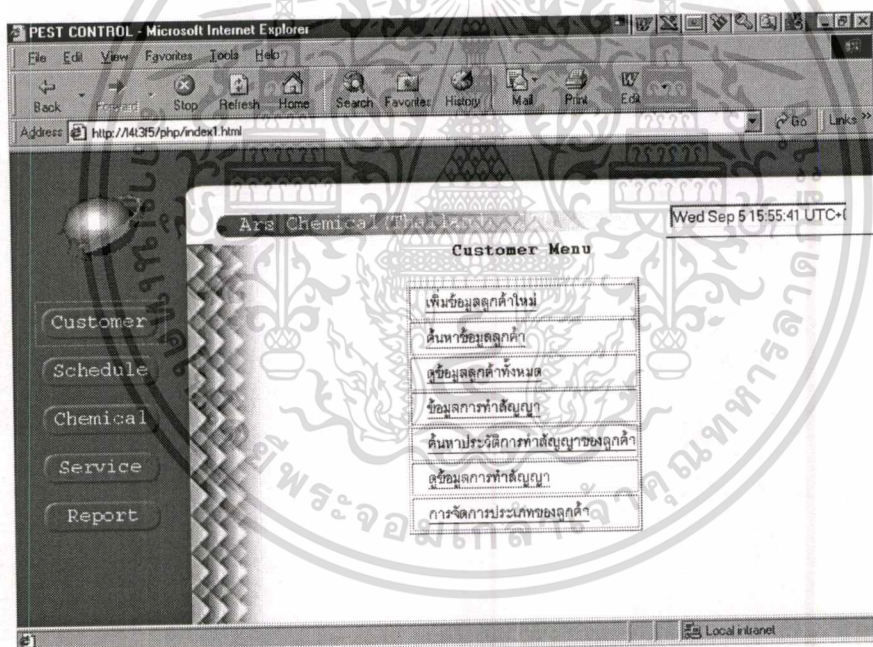 PEST CONTROL - Microsoft Internet Explorer
File Edit View Favorites Tools Help
Back Forward Stop Refresh Home Search Favorites History Mail Print Edit
Address http://14t3f5/php/index1.html Go Links »
Ars Chemical (Thailand)
Wed Sep 5 15:55:41 UTC+(
Customer Menu
เพิ่มข้อมูลลูกค้าใหม่
ค้นหาข้อมูลลูกค้า
ดูข้อมูลลูกค้าทั้งหมด
ข้อมูลการทำสัญญา
ค้นหาประวัติการทำสัญญาของลูกค้า
ดูข้อมูลการทำสัญญา
การจัดการประเภทของลูกค้า
Customer
Schedule
Chemical
Service
Report
Local intranet